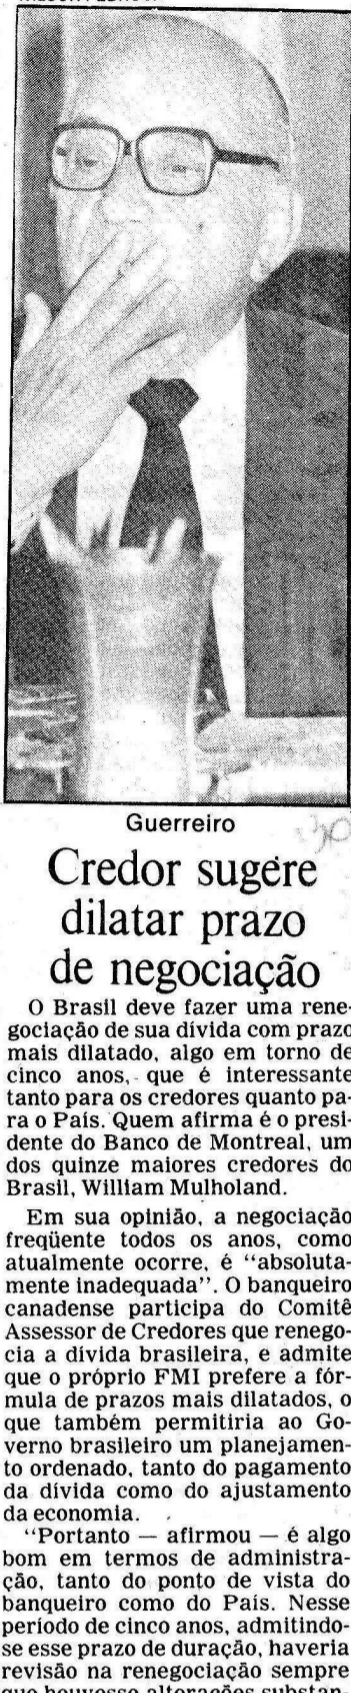 Guerreiro
30
Credor sugere
dilatar prazo
de negociação
O Brasil deve fazer uma rene-
gociação de sua dívida com prazo
mais dilatado, algo em torno de
cinco anos, que é interessante
tanto para os credores quanto pa-
ra o País. Quem afirma é o presi-
dente do Banco de Montreal, um
dos quinze maiores credores do
Brasil, William Mulholand.
Em sua opinião, a negociação
freqüente todos os anos, como
atualmente ocorre, é “absoluta-
mente inadequada”. O banqueiro
canadense participa do Comitê
Assessor de Credores que renego-
cia a dívida brasileira, e admite
que o próprio FMI prefere a fór-
mula de prazos mais dilatados, o
que também permitiria ao Go-
verno brasileiro um planejamen-
to ordenado, tanto do pagamento
da dívida como do ajustamento
da economia.
“Portanto — afirmou — é algo
bom em termos de administra-
ção, tanto do ponto de vista do
banqueiro como do País. Nesse
período de cinco anos, admitindo-
se esse prazo de duração, haveria
revisão na renegociação sempre
que houvesse alterações substan-